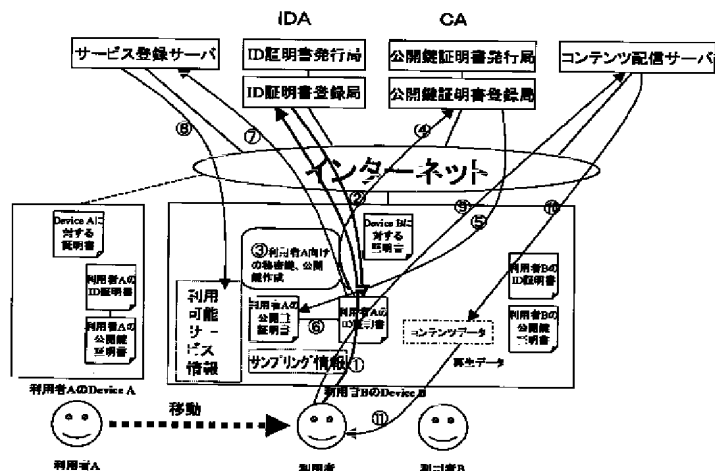 IDA
CA
サービス登録サーバ
ID証明書発行局
公開鍵証明書発行局
コンテンツ配信サーバ
ID証明書登録局
公開鍵証明書登録局
⑧
⑦
④
インターネット
②
⑨
⑤
⑩
Device Aに
対する
証明書
利用者Aの
ID証明書
利用者Aの
公開鍵
証明書
Device Bに
対する
証明書
③利用者A向け
の秘密鍵、公開
鍵作成
利用
可能
サー
ビス
情報
利用者Aの
公開鍵
証明書
⑥
利用者Aの
ID証明書
サンプリング情報
①
コンテンツデータ
再生データ
利用者Bの
ID証明書
利用者Bの
公開鍵
証明書
利用者AのDevice A
利用者BのDevice B
移動
⑪
利用者A
利用者
利用者B